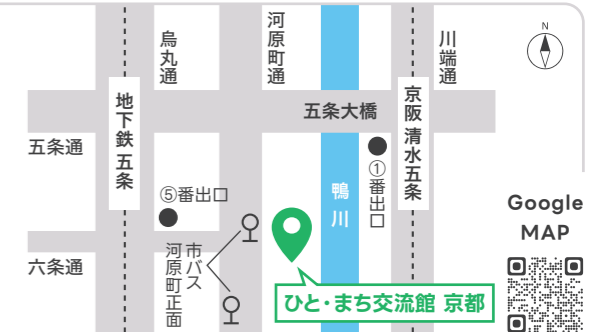 烏丸通
河原町通
川端通
N
地下鉄 五条
五条大橋
京阪 清水五条
五条通
①番出口
⑤番出口
鴨川
Google
MAP
市バス
河原町正面
六条通
ひと・まち交流館 京都